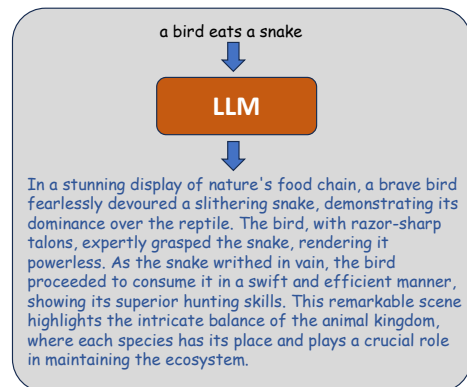 a bird eats a snake
LLM
In a stunning display of nature's food chain, a brave bird
fearlessly devoured a slithering snake, demonstrating its
dominance over the reptile. The bird, with razor-sharp
talons, expertly grasped the snake, rendering it
powerless. As the snake writhed in vain, the bird
proceeded to consume it in a swift and efficient manner,
showing its superior hunting skills. This remarkable scene
highlights the intricate balance of the animal kingdom,
where each species has its place and plays a crucial role
in maintaining the ecosystem.